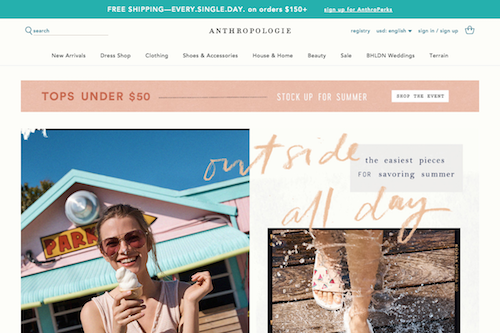 FREE SHIPPING—EVERY.SINGLE.DAY. on orders $150+ sign up for AnthroPerks
search
ANTHROPOLOGIE
registry usd: english sign in / sign up
New Arrivals Dress Shop Clothing Shoes & Accessories House & Home Beauty Sale BHLDN Weddings Terrain
TOPS UNDER $50 STOCK UP FOR SUMMER SHOP THE EVENT
outside
the easiest pieces
FOR savoring summer
all day